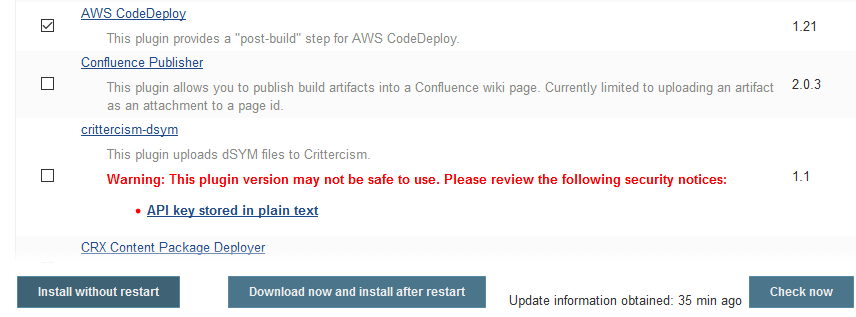 AWS CodeDeploy
This plugin provides a "post-build" step for AWS CodeDeploy.
1.21
Confluence Publisher
This plugin allows you to publish build artifacts into a Confluence wiki page. Currently limited to uploading an artifact
as an attachment to a page id.
2.0.3
crittercism-dsym
This plugin uploads dSYM files to Crittercism.
Warning: This plugin version may not be safe to use. Please review the following security notices:
API key stored in plain text
1.1
CRX Content Package Deployer
Install without restart
Download now and install after restart
Update information obtained: 35 min ago
Check now